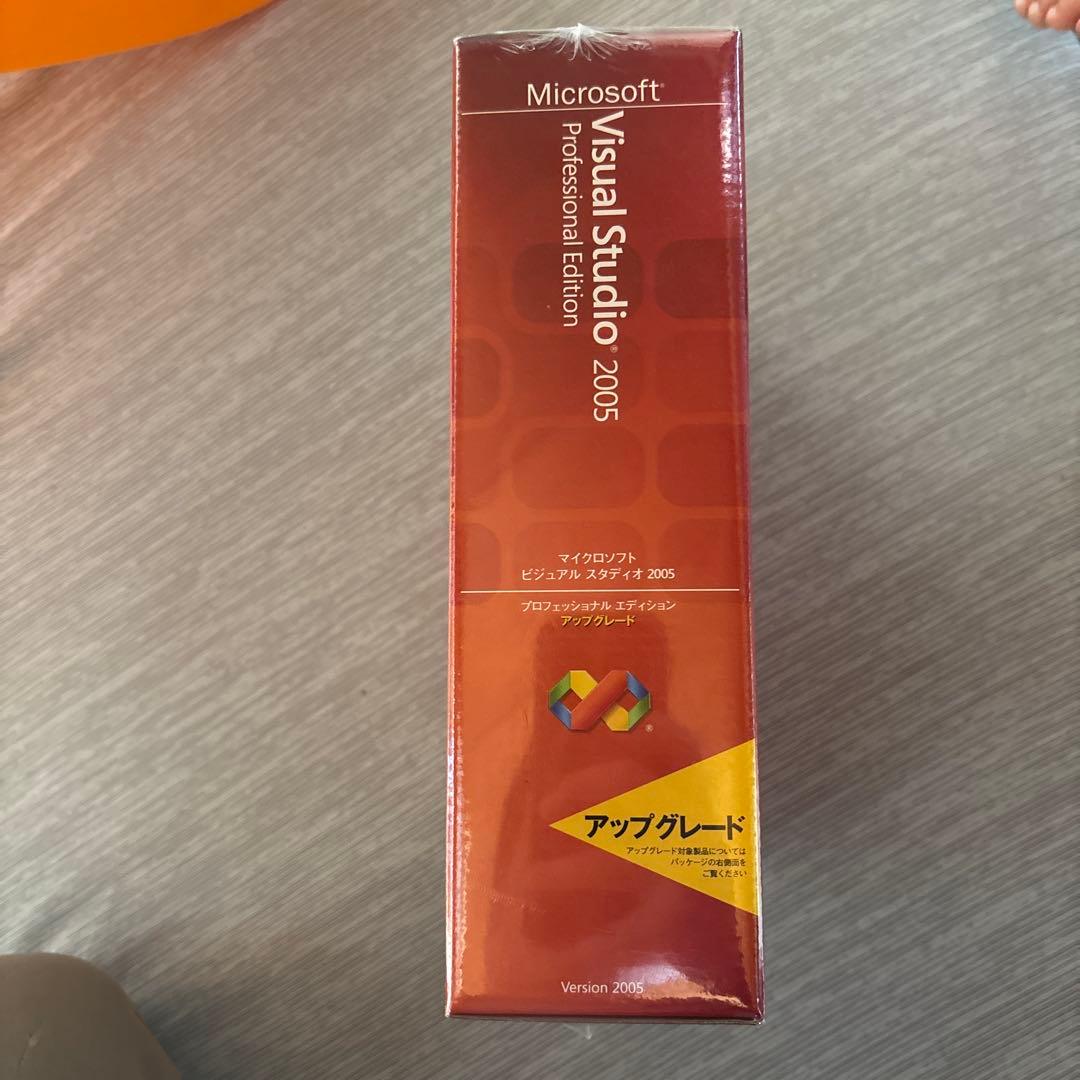 Microsoft®
Visual Studio® 2005
Professional Edition
マイクロソフト
ビジュアル スタディオ 2005
プロフェッショナル エディション
アップグレード
®
アップグレード
アップグレード対象製品については
パッケージの右側面を
ご覧ください
Version 2005